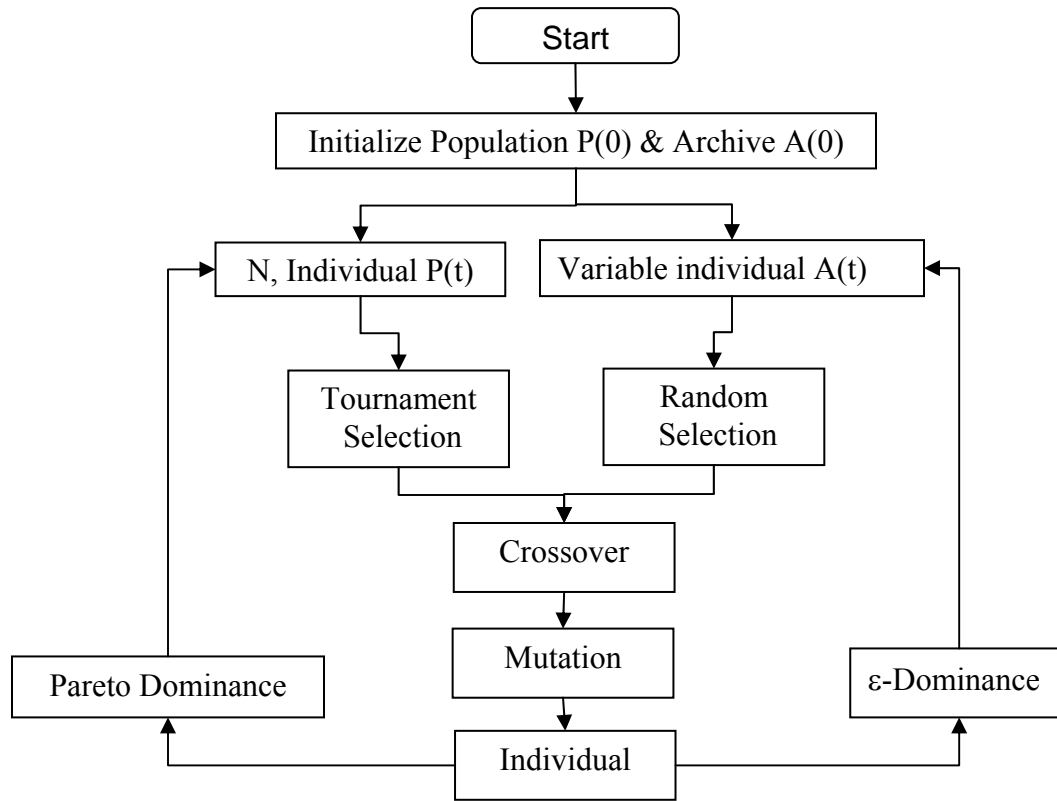 Start
Initialize Population P(0) & Archive A(0)
N, Individual P(t)
Variable individual A(t)
Tournament
Selection
Random
Selection
Crossover
Mutation
Pareto Dominance
ε-Dominance
Individual